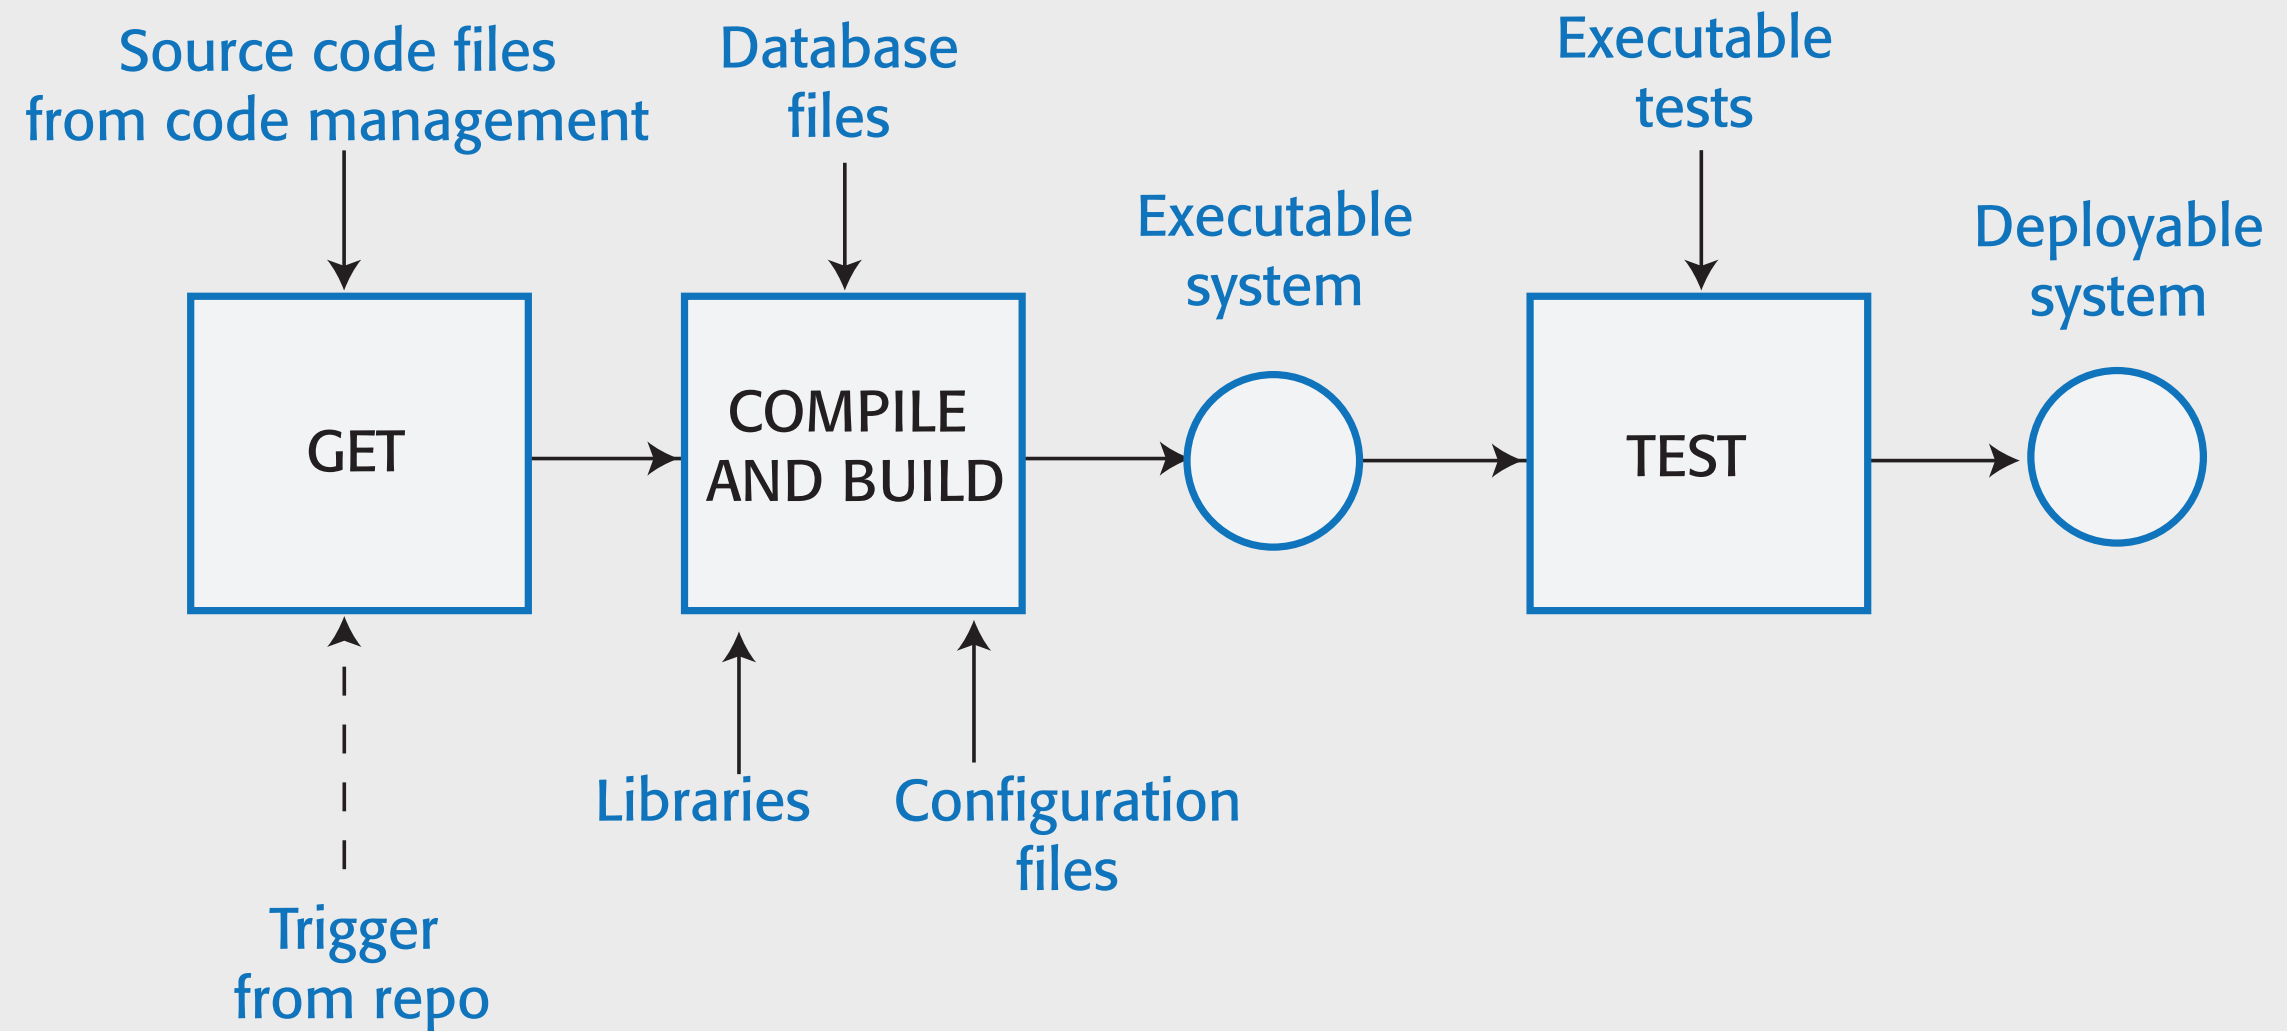 Source code files
from code management
Database
files
Executable
tests
Executable
system
Deployable
system
GET
COMPILE
AND BUILD
TEST
Libraries
Configuration
files
Trigger
from repo